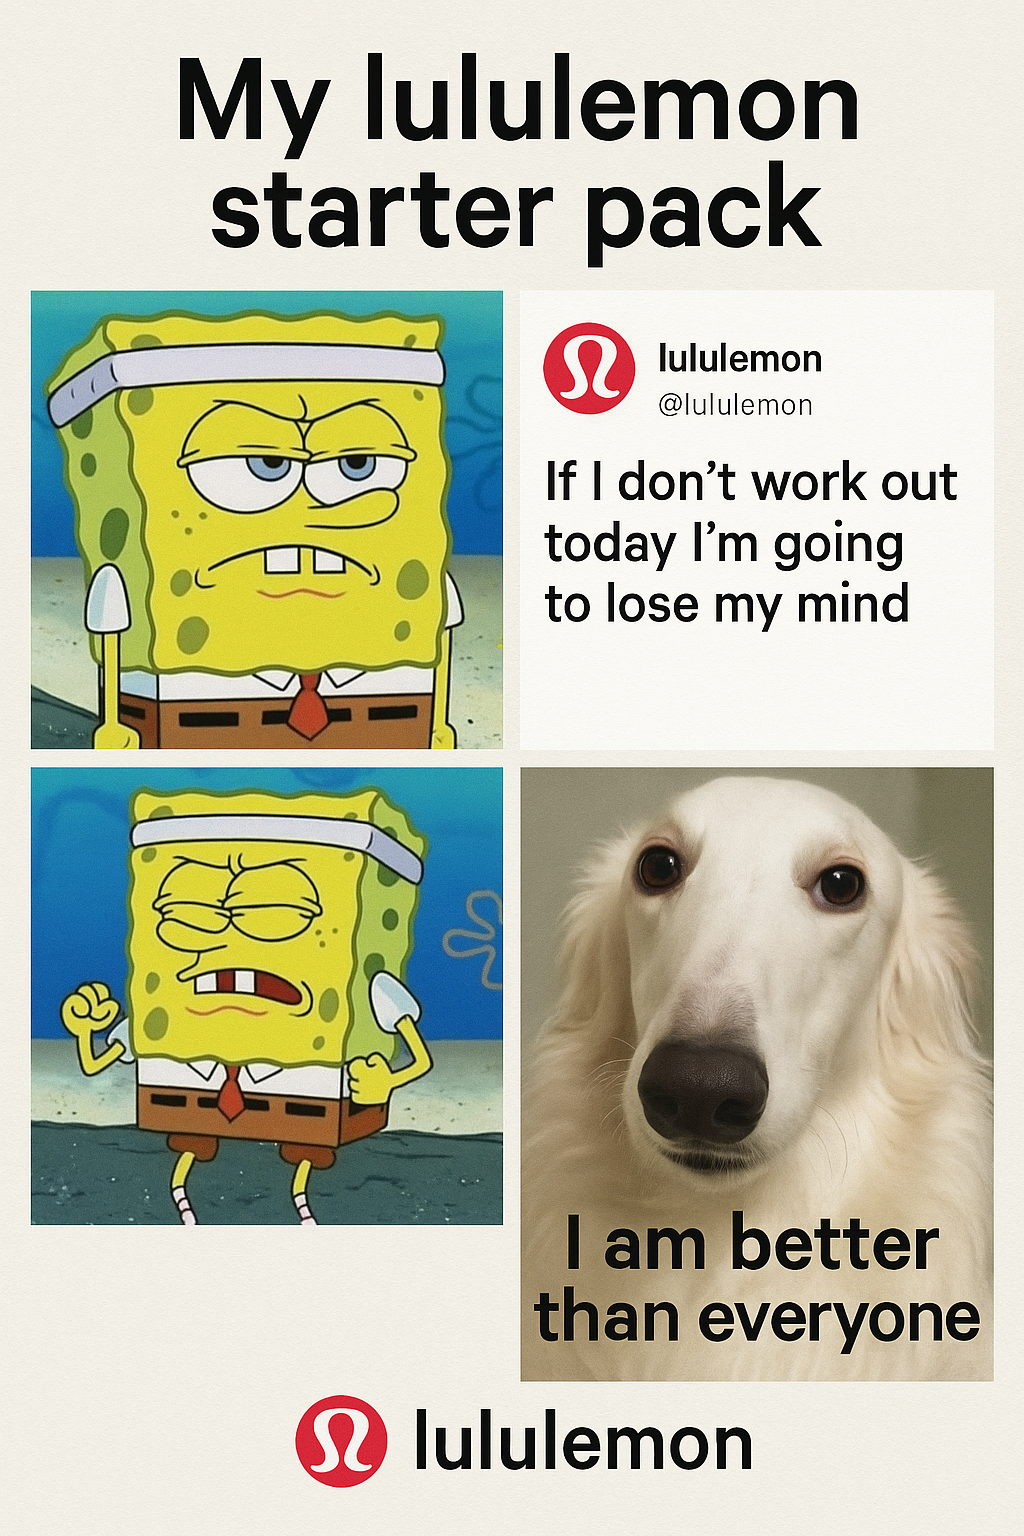 My lululemon
starter pack
lululemon
@lululemon
If I don’t work out
today I’m going
to lose my mind
I am better
than everyone
lululemon